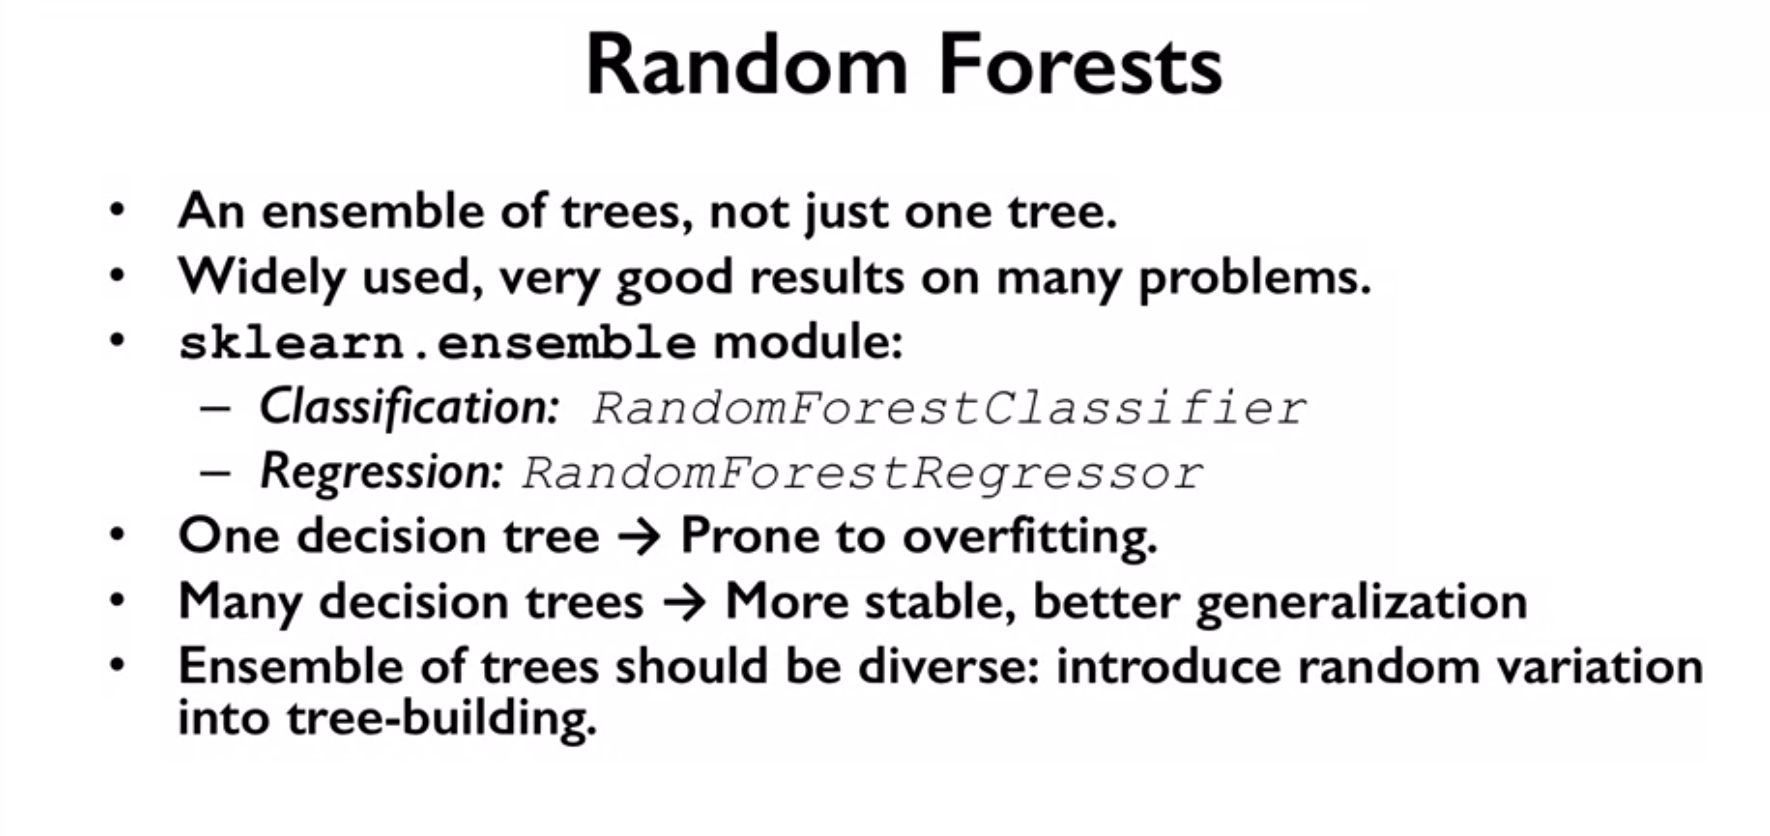 Random Forests
• An ensemble of trees, not just one tree.
• Widely used, very good results on many problems.
• sklearn.ensemble module:
– Classification: RandomForestClassifier
– Regression: RandomForestRegressor
• One decision tree → Prone to overfitting.
• Many decision trees → More stable, better generalization
• Ensemble of trees should be diverse: introduce random variation
into tree-building.